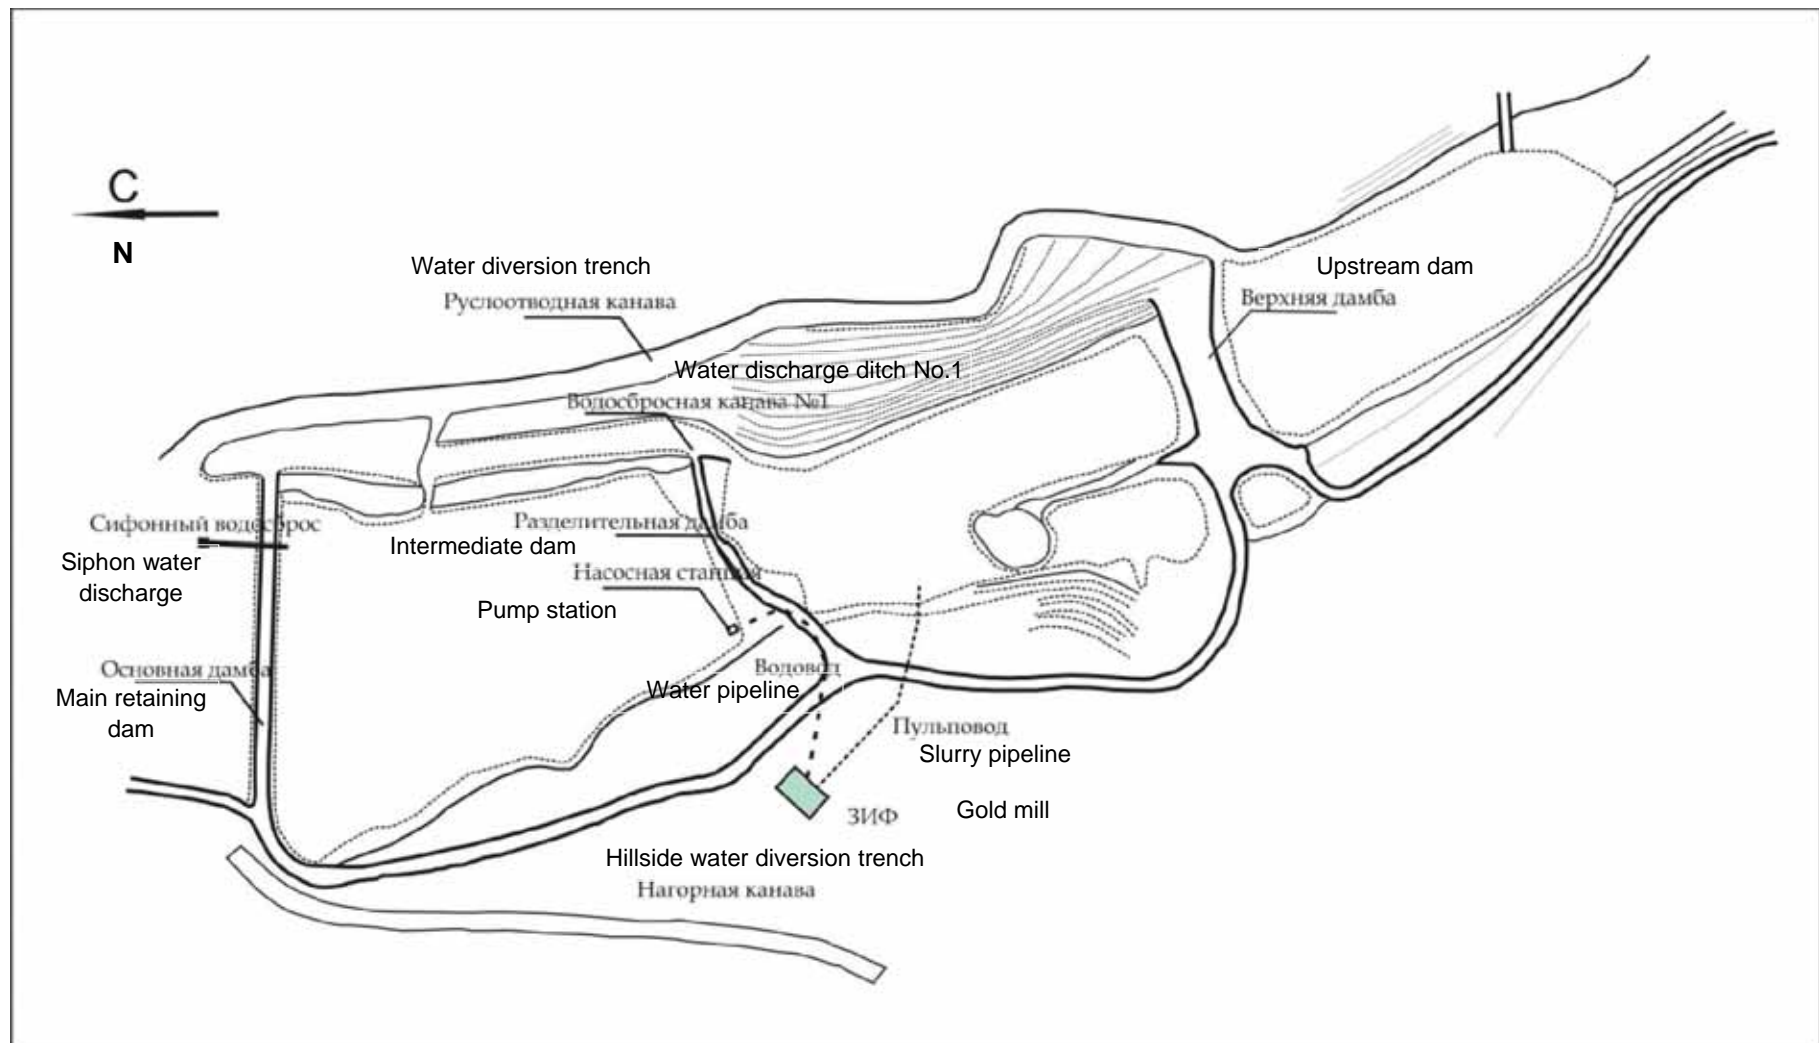 C
N
Water diversion trench
Руслоотводная канава
Upstream dam
Верхняя дамба
Water discharge ditch No.1
Водосбросная канава №1
Сифонный водосброс
Siphon water
discharge
Разделительная дамба
Intermediate dam
Насосная станция
Pump station
Основная дамба
Main retaining
dam
Водовод
Water pipeline
Пульповод
Slurry pipeline
ЗИФ
Gold mill
Hillside water diversion trench
Нагорная канава